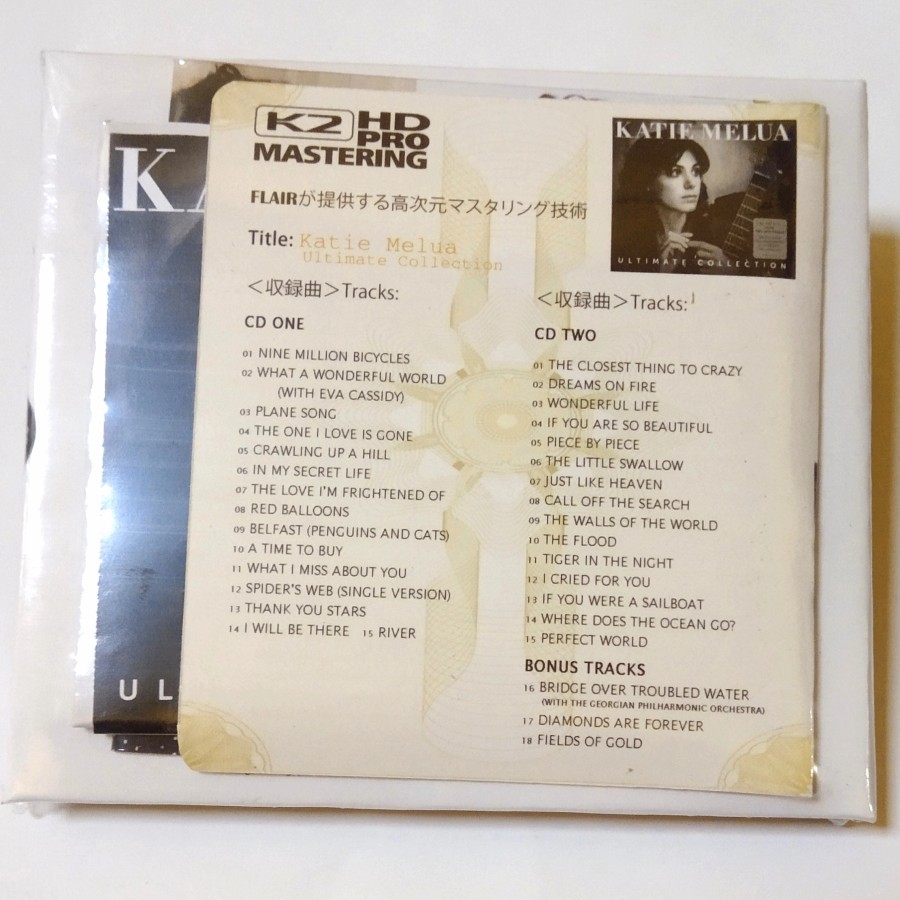 K2 HD
PRO
MASTERING
FLAIRが提供する高次元マスタリング技術
Title: Katie Melua
Ultimate Collection
KATIE MELUA
ULTIMATE COLLECTION
<収録曲>Tracks:
CD ONE
01 NINE MILLION BICYCLES
02 WHAT A WONDERFUL WORLD
(WITH EVA CASSIDY)
03 PLANE SONG
04 THE ONE I LOVE IS GONE
05 CRAWLING UP A HILL
06 IN MY SECRET LIFE
07 THE LOVE I'M FRIGHTENED OF
08 RED BALLOONS
09 BELFAST (PENGUINS AND CATS)
10 A TIME TO BUY
11 WHAT I MISS ABOUT YOU
12 SPIDER'S WEB (SINGLE VERSION)
13 THANK YOU STARS
14 I WILL BE THERE 15 RIVER
<収録曲>Tracks:
CD TWO
01 THE CLOSEST THING TO CRAZY
02 DREAMS ON FIRE
03 WONDERFUL LIFE
04 IF YOU ARE SO BEAUTIFUL
05 PIECE BY PIECE
06 THE LITTLE SWALLOW
07 JUST LIKE HEAVEN
08 CALL OFF THE SEARCH
09 THE WALLS OF THE WORLD
10 THE FLOOD
11 TIGER IN THE NIGHT
12 I CRIED FOR YOU
13 IF YOU WERE A SAILBOAT
14 WHERE DOES THE OCEAN GO?
15 PERFECT WORLD
BONUS TRACKS
16 BRIDGE OVER TROUBLED WATER
(WITH THE GEORGIAN PHILHARMONIC ORCHESTRA)
17 DIAMONDS ARE FOREVER
18 FIELDS OF GOLD
KA
UL